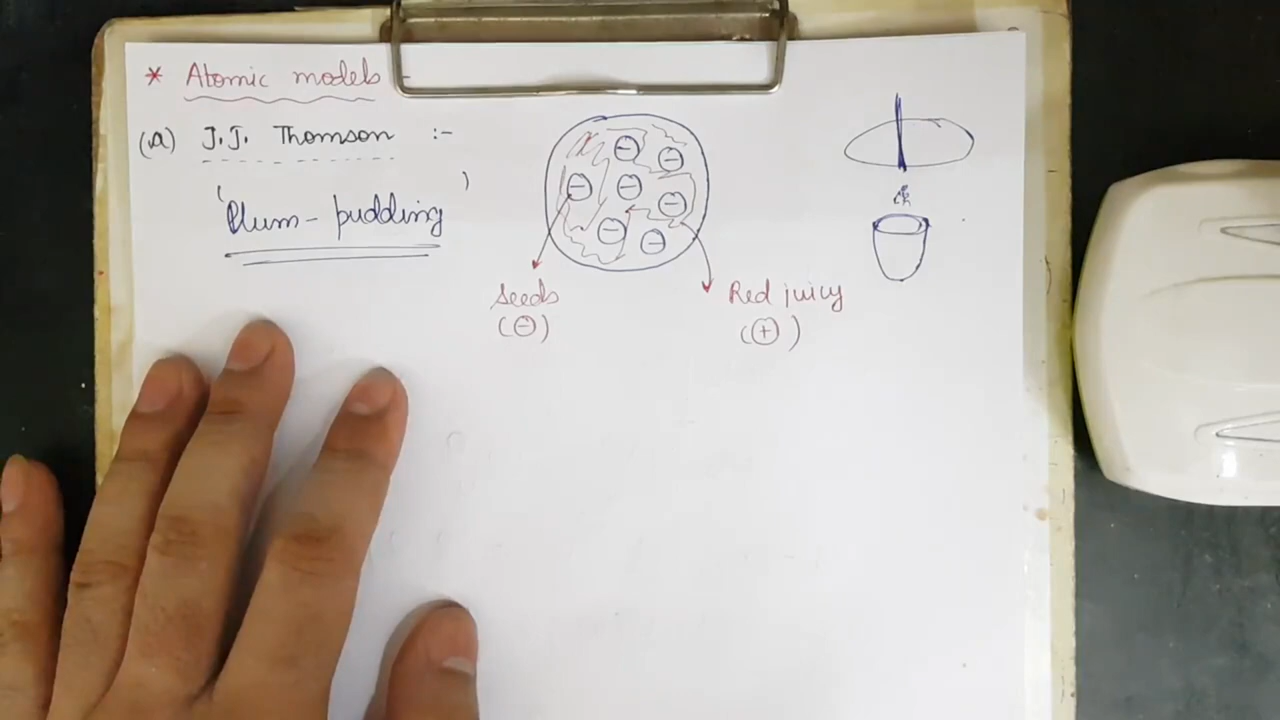 * Atomic models -
(A) J.J. Thomson :-
'Plum-pudding'
Seeds
(⊖)
Red juicy
(⊕)